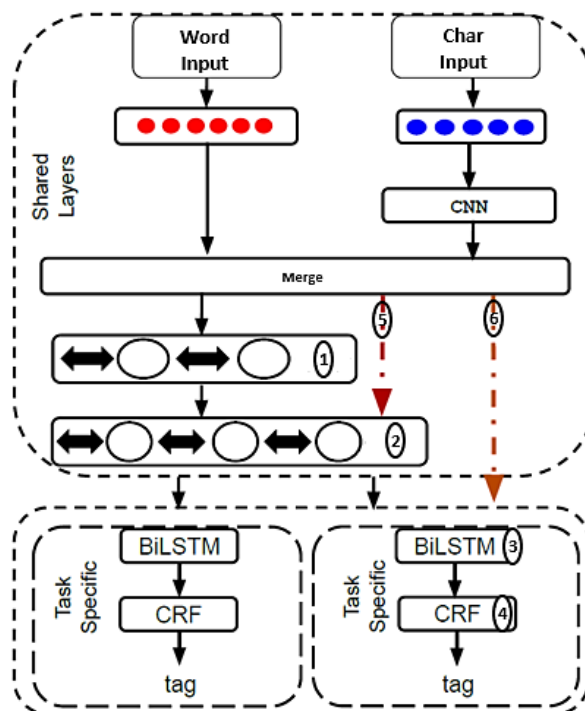 Word
Input
Char
Input
Shared
Layers
CNN
Merge
5
6
1
2
Task
Specific
BiLSTM
CRF
tag
Task
Specific
BiLSTM 3
CRF 4
tag